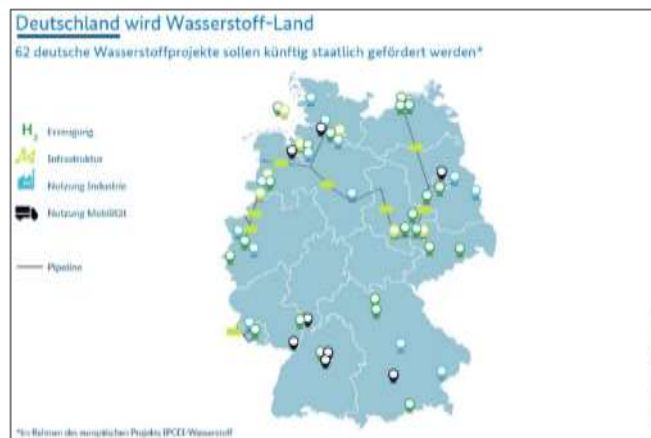 Deutschland wird Wasserstoff-Land
62 deutsche Wasserstoffprojekte sollen künftig staatlich gefördert werden*
H₂ Erzeugung
Infrastruktur
Nutzung Industrie
Nutzung Mobilität
Pipeline
*Im Rahmen des europäischen Projekts IPCEI-Wasserstoff